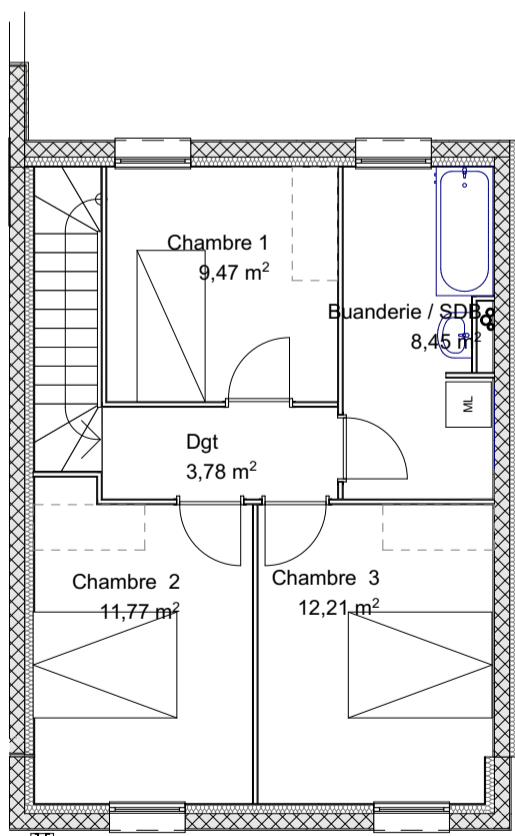 Chambre 1
9,47 m²
Buanderie / SDB
8,45 m²
ML
Dgt
3,78 m²
Chambre 2
11,77 m²
Chambre 3
12,21 m²